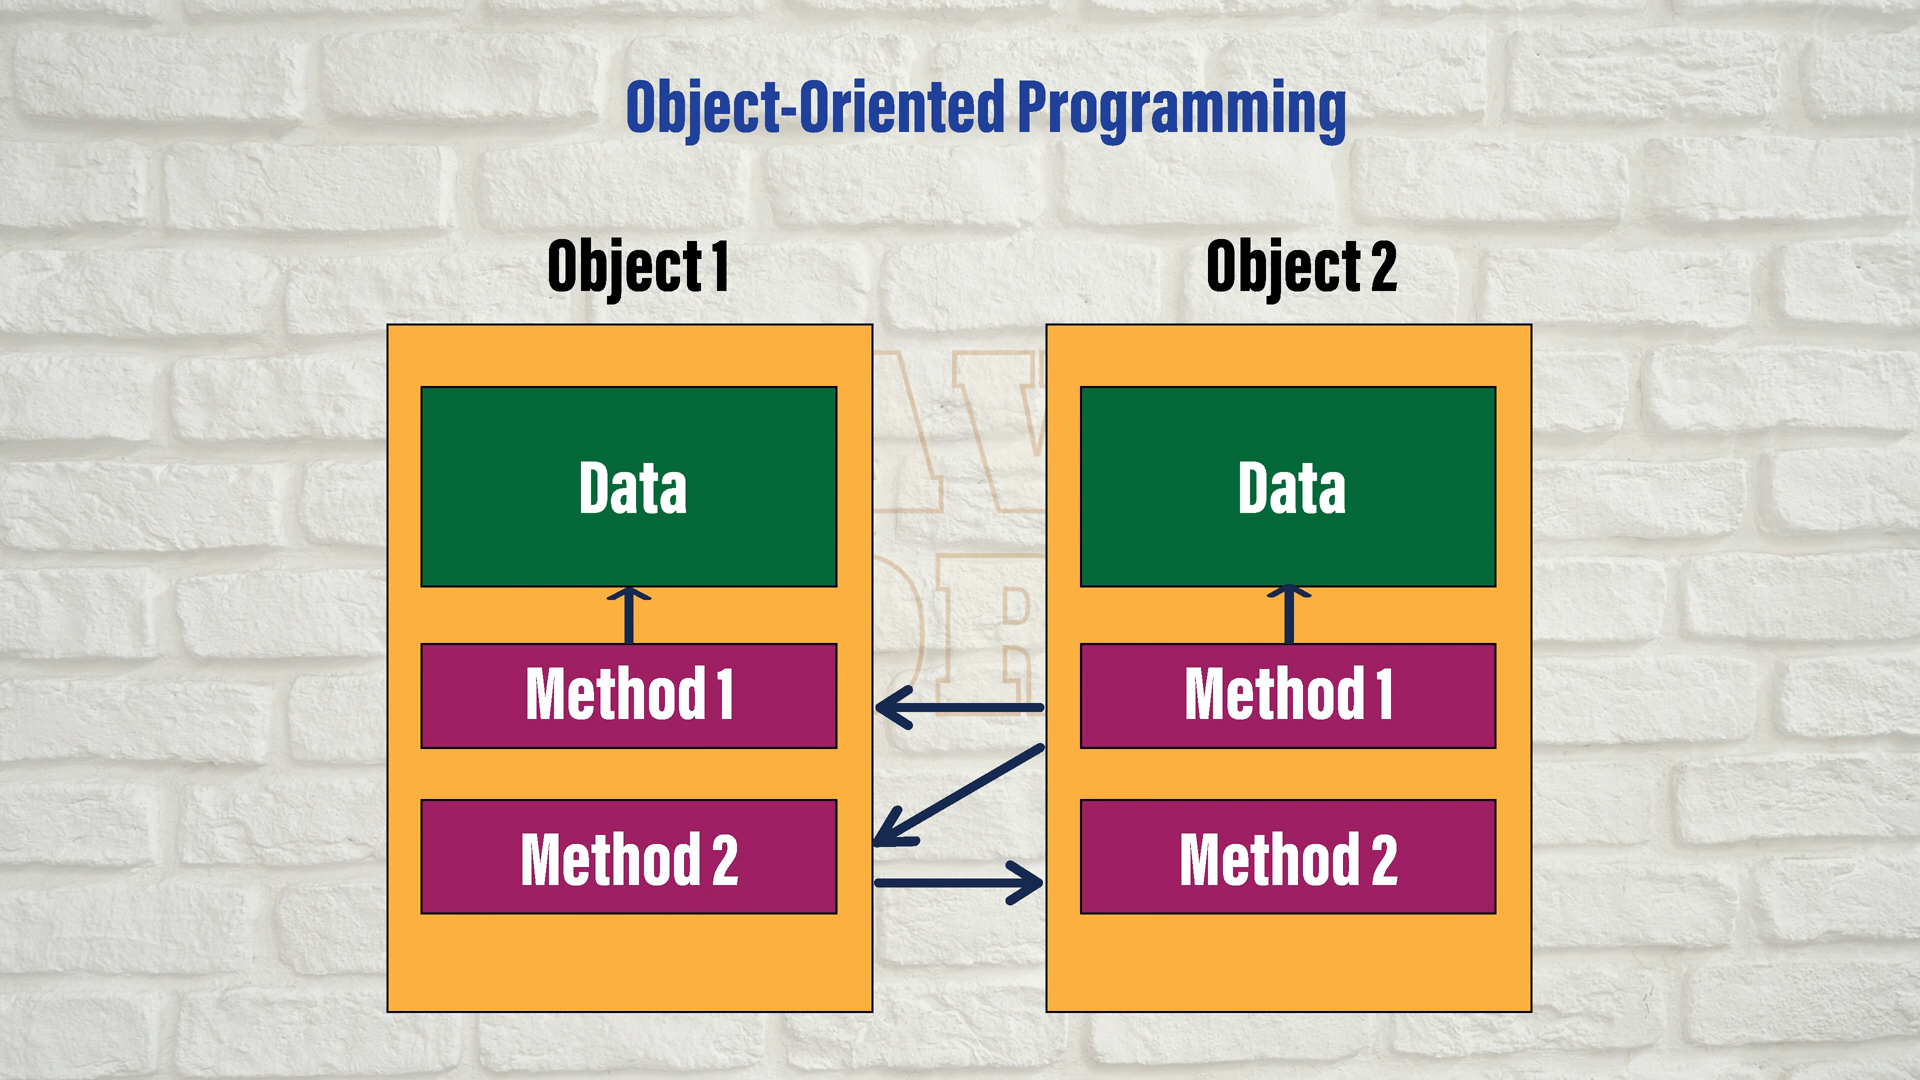 Object-Oriented Programming
Object 1
Object 2
Data
Data
Method 1
Method 1
Method 2
Method 2